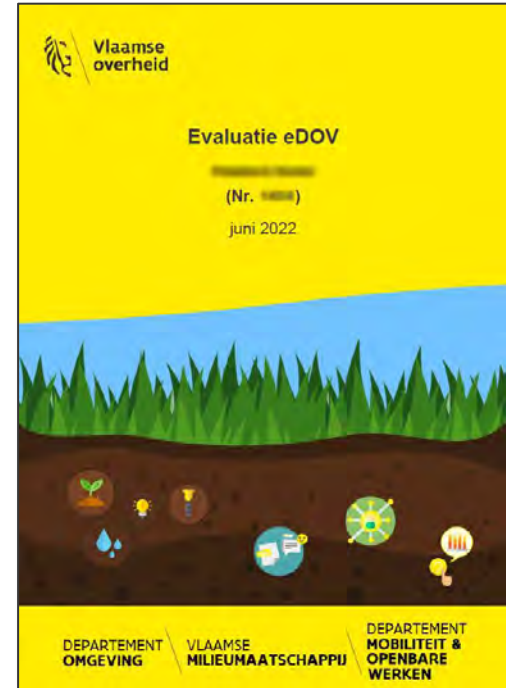 Vlaamse
overheid
Evaluatie eDOV
(Nr. )
juni 2022
DEPARTEMENT
OMGEVING
VLAAMSE
MILIEUMAATSCHAPPIJ
DEPARTEMENT
MOBILITEIT &
OPENBARE
WERKEN